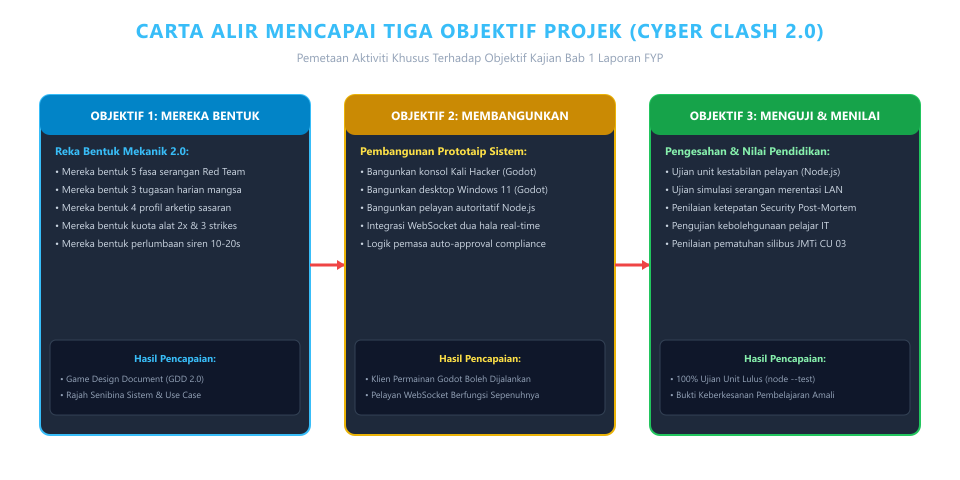 CARTA ALIR MENCAPAI TIGA OBJEKTIF PROJEK (CYBER CLASH 2.0)
Pemetaan Aktiviti Khusus Terhadap Objektif Kajian Bab 1 Laporan FYP
OBJEKTIF 1: MEREKA BENTUK
Reka Bentuk Mekanik 2.0:
• Mereka bentuk 5 fasa serangan Red Team
• Mereka bentuk 3 tugasan harian mangsa
• Mereka bentuk 4 profil arketip sasaran
• Mereka bentuk kuota alat 2x & 3 strikes
• Mereka bentuk perlumbaan siren 10-20s
Hasil Pencapaian:
• Game Design Document (GDD 2.0)
• Rajah Senibina Sistem & Use Case
OBJEKTIF 2: MEMBANGUNKAN
Pembangunan Prototaip Sistem:
• Bangunkan konsol Kali Hacker (Godot)
• Bangunkan desktop Windows 11 (Godot)
• Bangunkan pelayan autoritatif Node.js
• Integrasi WebSocket dua hala real-time
• Logik pemasa auto-approval compliance
Hasil Pencapaian:
• Klien Permainan Godot Boleh Dijalankan
• Pelayan WebSocket Berfungsi Sepenuhnya
OBJEKTIF 3: MENGUJI & MENILAI
Pengesahan & Nilai Pendidikan:
• Ujian unit kestabilan pelayan (Node.js)
• Ujian simulasi serangan merentasi LAN
• Penilaian ketepatan Security Post-Mortem
• Pengujian kebolehgunaan pelajar IT
• Penilaian pematuhan silibus JMTi CU 03
Hasil Pencapaian:
• 100% Ujian Unit Lulus (node --test)
• Bukti Keberkesanan Pembelajaran Amali